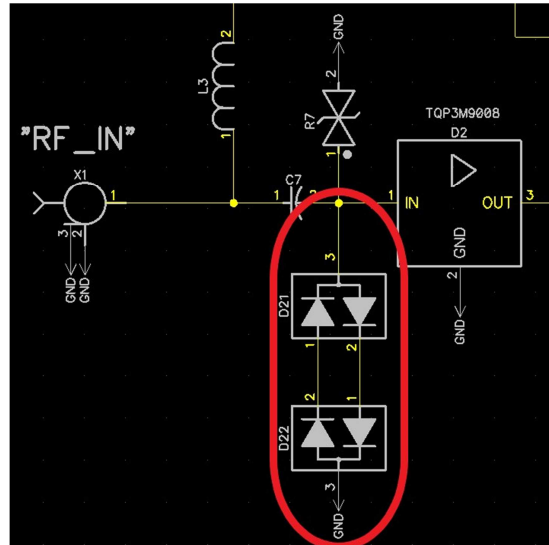 GND
2
2
L3
R7
TQP3M9008
D2
"RF_IN"
1
1
X1
1
C7
1
2
1
IN
OUT
3
GND
3
2
3
2
GND
GND
D21
GND
1
2
2
1
D22
3
GND